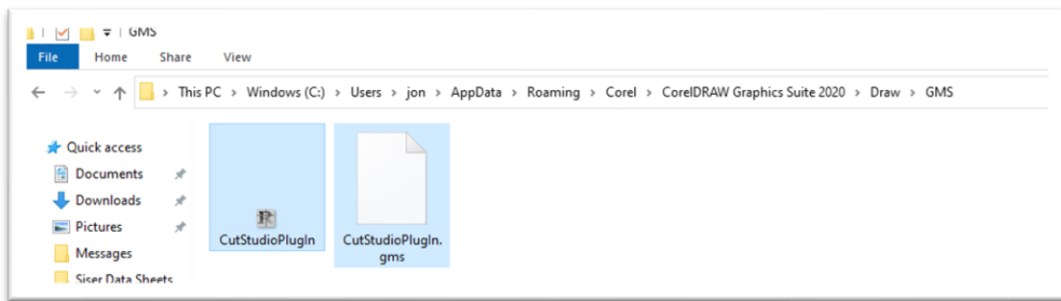 GMS
File Home Share View
This PC > Windows (C:) > Users > jon > AppData > Roaming > Corel > CorelDRAW Graphics Suite 2020 > Draw > GMS
Quick access
Documents
Downloads
Pictures
Messages
Siser Data Sheets
CutStudioPlugIn
CutStudioPlugIn.
gms